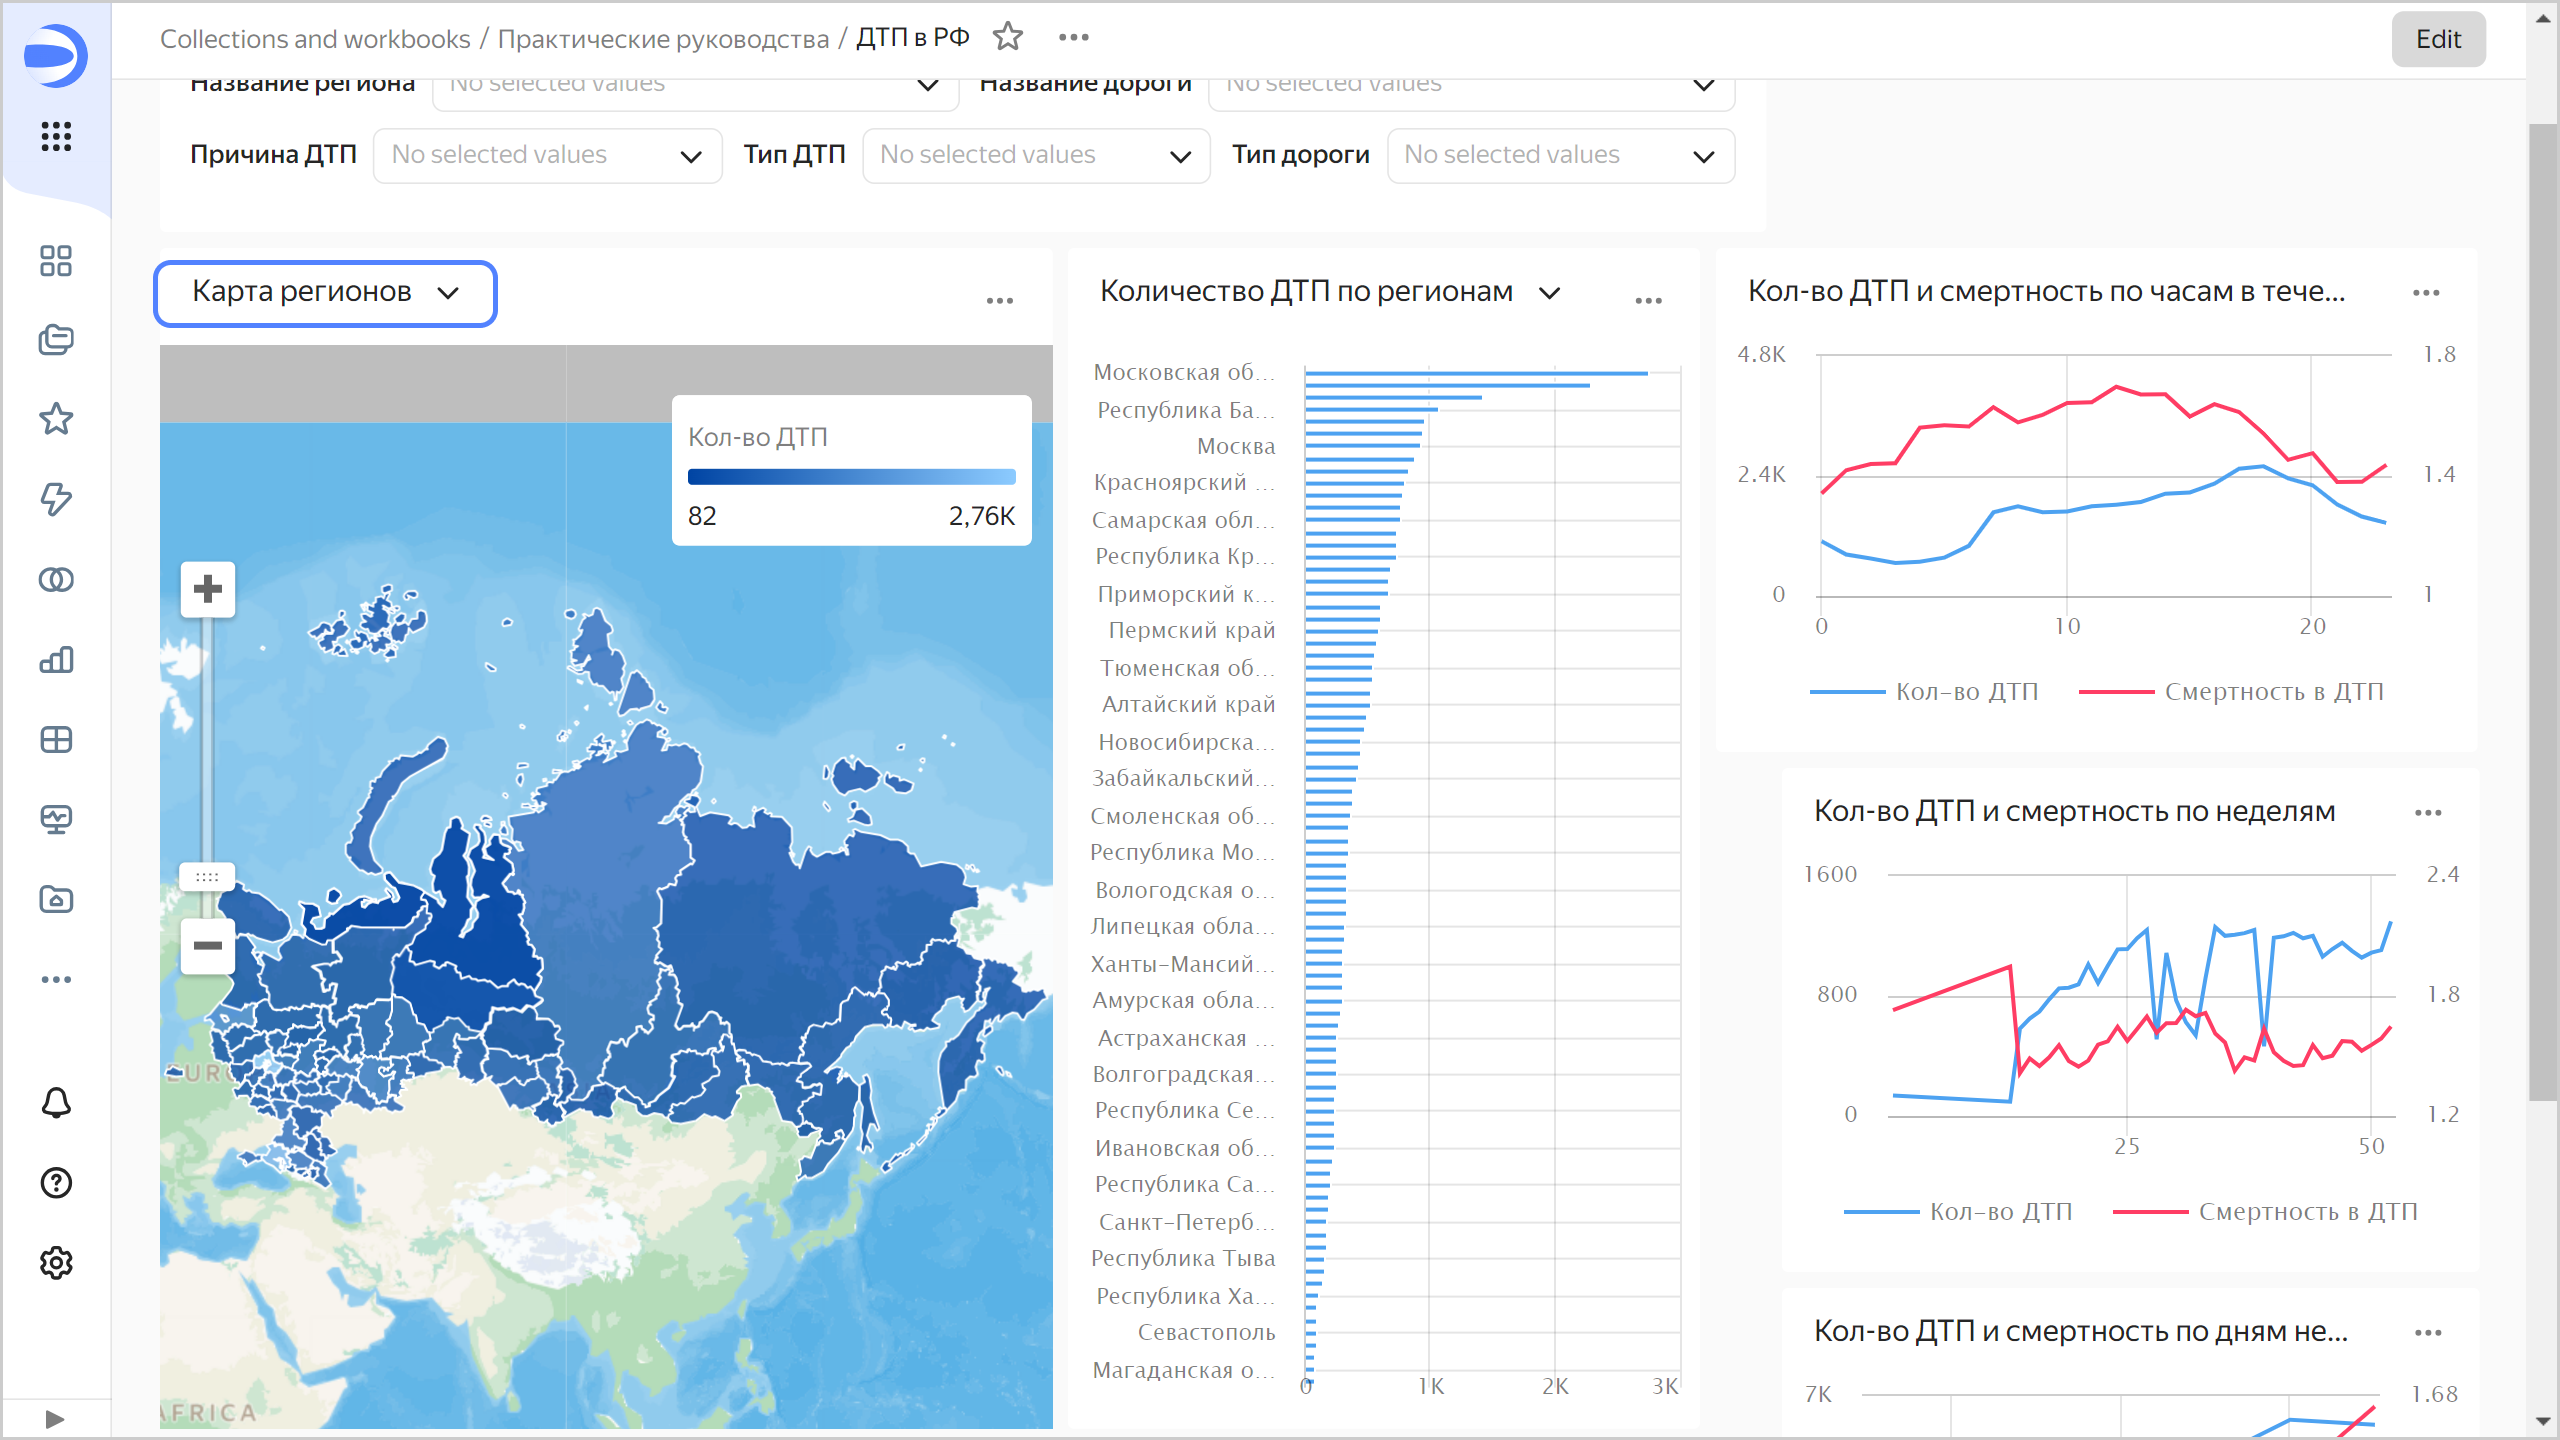 Collections and workbooks / Практические руководства / ДТП в РФ
Edit
Название региона No selected values Название дороги No selected values
Причина ДТП No selected values Тип ДТП No selected values Тип дороги No selected values
Карта регионов
Кол-во ДТП
82 2,76K
EURO
AFRICA
Количество ДТП по регионам
Московская об...
Республика Ба...
Москва
Красноярский ...
Самарская обл...
Республика Кр...
Приморский к...
Пермский край
Тюменская об...
Алтайский край
Новосибирска...
Забайкальский...
Смоленская об...
Республика Мо...
Вологодская о...
Липецкая обла...
Ханты-Мансий...
Амурская обла...
Астраханская ...
Волгоградская...
Республика Се...
Ивановская об...
Республика Са...
Санкт-Петерб...
Республика Тыва
Республика Ха...
Севастополь
Магаданская о...
0 1K 2K 3K
Кол-во ДТП и смертность по часам в тече...
4.8K 1.8
2.4K 1.4
0 1
0 10 20
Кол-во ДТП Смертность в ДТП
Кол-во ДТП и смертность по неделям
1600 2.4
800 1.8
0 1.2
25 50
Кол-во ДТП Смертность в ДТП
Кол-во ДТП и смертность по дням не...
7K 1.68